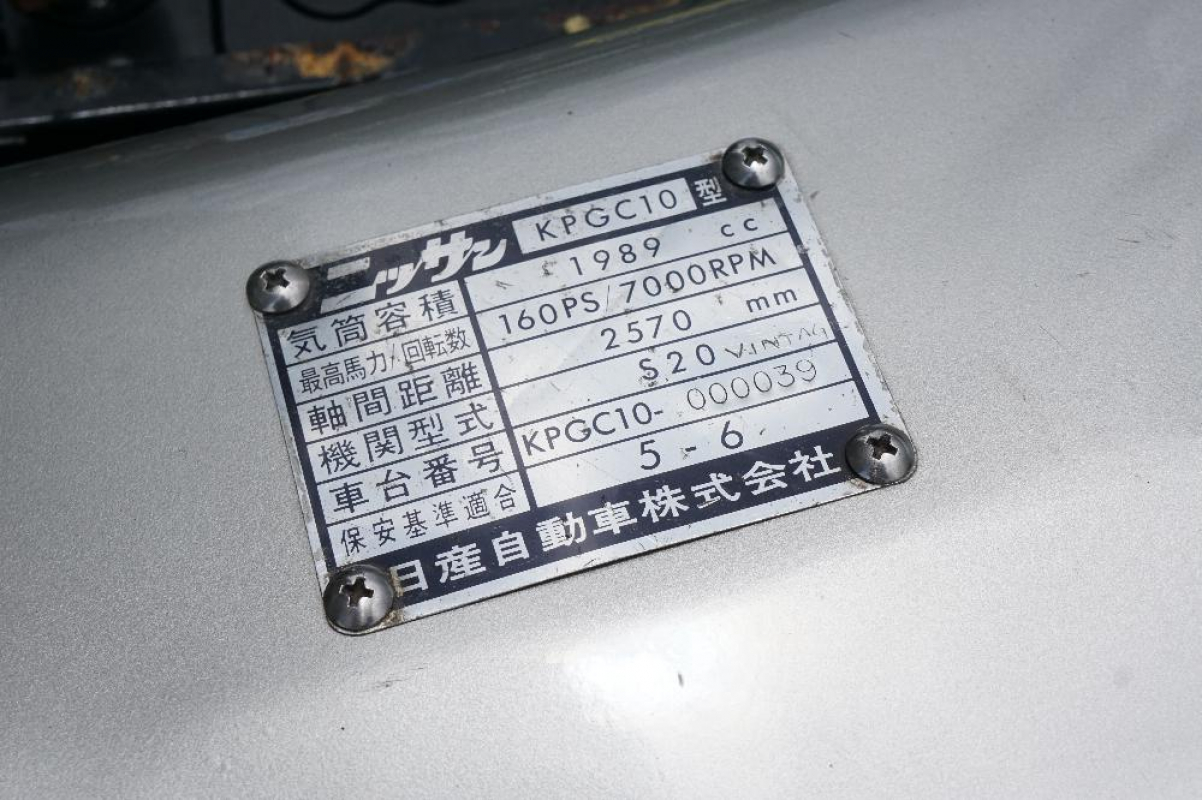 ニッサン KPGC10 型
気筒容積 1989 cc
最高馬力/回転数 160PS/7000RPM
軸間距離 2570 mm
機関型式 S20
車台番号 KPGC10-000039
保安基準適合 5-6
日産自動車株式会社